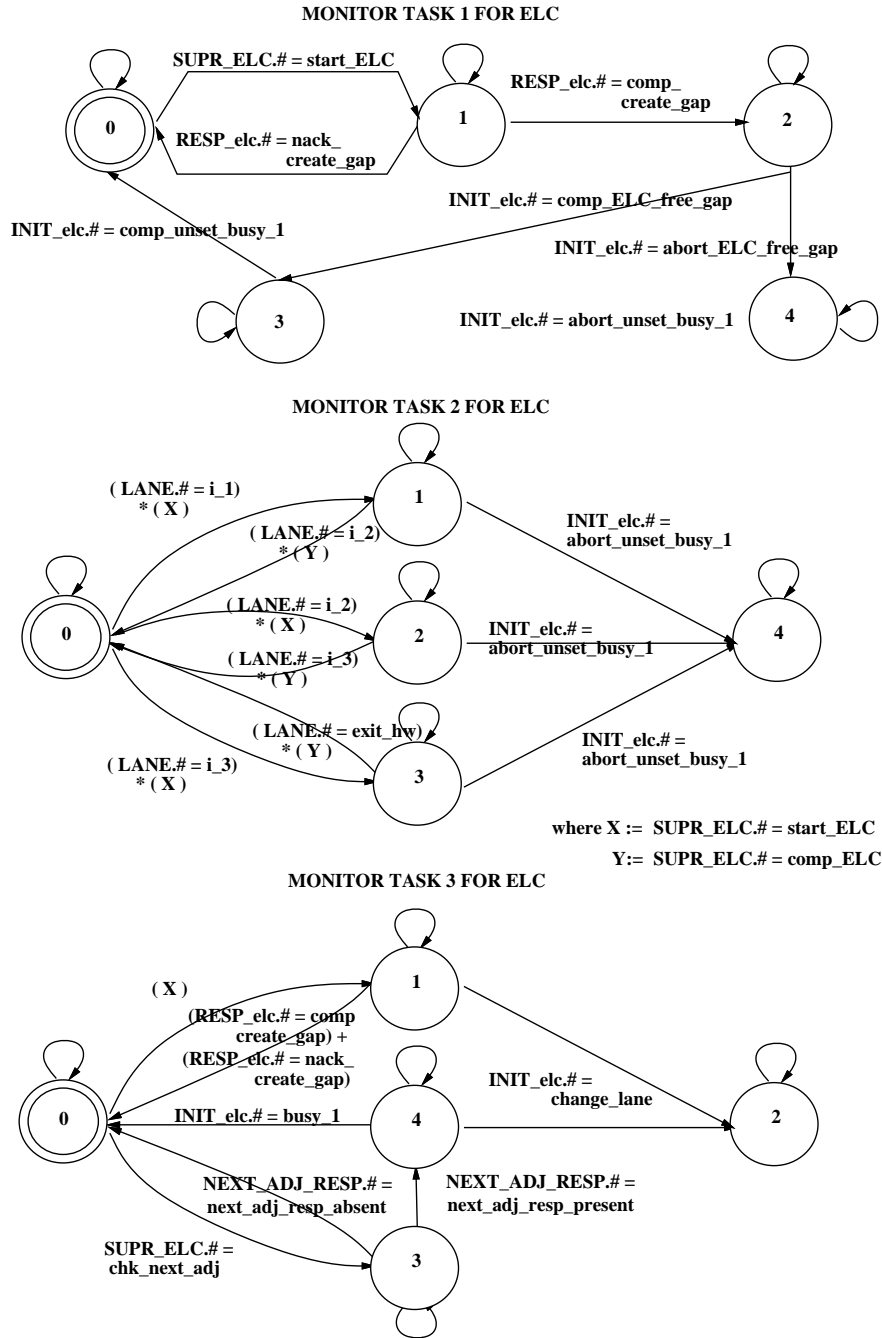 MONITOR TASK 1 FOR ELC
SUPR_ELC.# = start_ELC
RESP_elc.# = comp_
create_gap
0
1
2
RESP_elc.# = nack_
create_gap
INIT_elc.# = comp_ELC_free_gap
INIT_elc.# = comp_unset_busy_1
INIT_elc.# = abort_ELC_free_gap
3
INIT_elc.# = abort_unset_busy_1
4
MONITOR TASK 2 FOR ELC
( LANE.# = i_1)
* ( X )
1
INIT_elc.# =
abort_unset_busy_1
( LANE.# = i_2)
* ( Y )
( LANE.# = i_2)
* ( X )
0
2
4
INIT_elc.# =
abort_unset_busy_1
( LANE.# = i_3)
* ( Y )
( LANE.# = exit_hw)
* ( Y )
( LANE.# = i_3)
* ( X )
3
INIT_elc.# =
abort_unset_busy_1
where X := SUPR_ELC.# = start_ELC
Y:= SUPR_ELC.# = comp_ELC
MONITOR TASK 3 FOR ELC
( X )
1
(RESP_elc.# = comp
create_gap) +
(RESP_elc.# = nack_
create_gap)
INIT_elc.# =
change_lane
0
INIT_elc.# = busy_1
4
2
NEXT_ADJ_RESP.# =
next_adj_resp_absent
NEXT_ADJ_RESP.# =
next_adj_resp_present
SUPR_ELC.# =
chk_next_adj
3